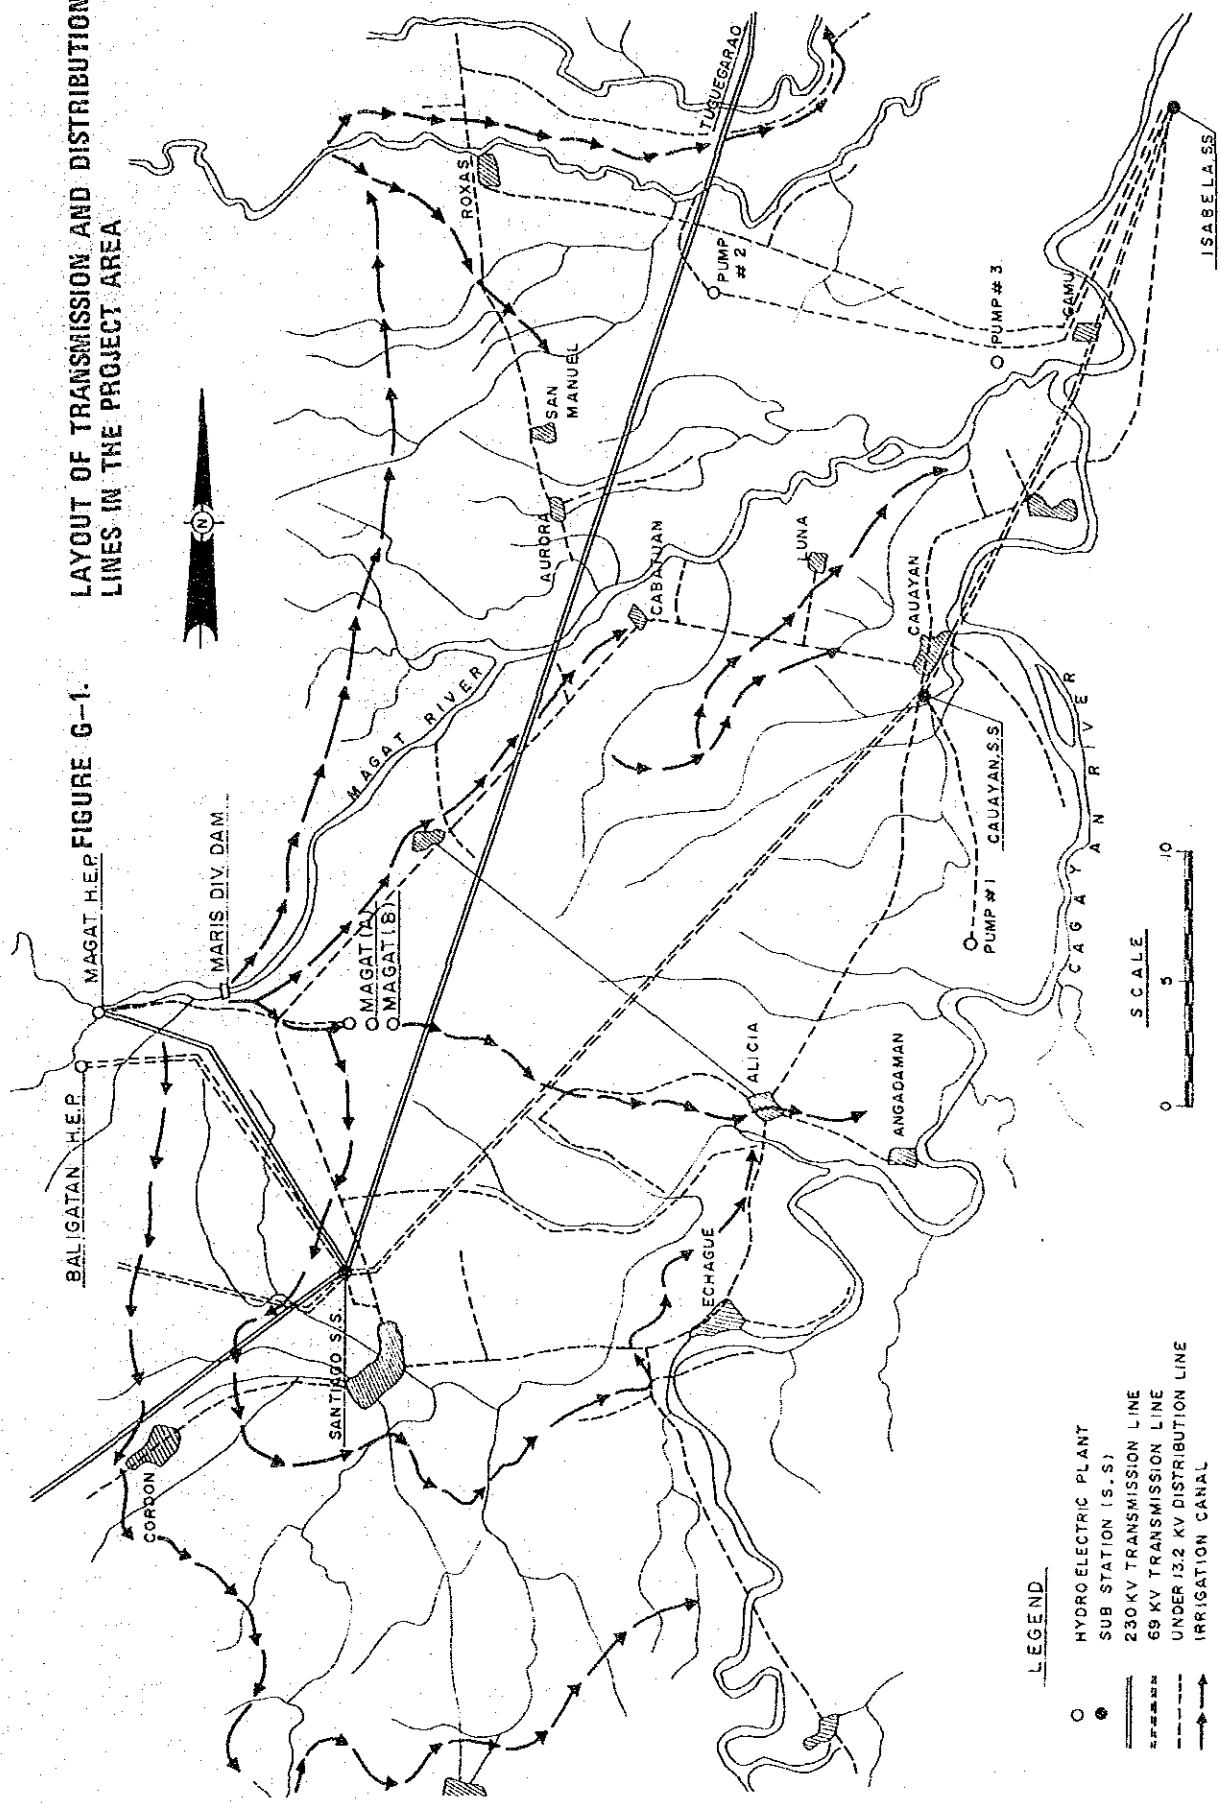 FIGURE G-1.
LAYOUT OF TRANSMISSION AND DISTRIBUTION
LINES IN THE PROJECT AREA
N
MAGAT H.E.P.
BALIGATAN H.E.P.
MARIS DIV. DAM
MAGAT RIVER
MAGAT (A)
MAGAT (B)
CORDON
SANTIAGO S.S.
ECHAGUE
ALICIA
ANGADAMAN
PUMP #1
CAUAYAN.S.S
CAUAYAN
CAGAYAN RIVER
LUNA
CABATUAN
AURORA
SAN
MANUEL
ROXAS
TUGUEGARAO
PUMP
# 2
PUMP # 3
GAMU
ISABELA SS
SCALE
0 5 10
LEGEND
HYDRO ELECTRIC PLANT
SUB STATION (S.S)
230 KV TRANSMISSION LINE
69 KV TRANSMISSION LINE
UNDER 13.2 KV DISTRIBUTION LINE
IRRIGATION CANAL